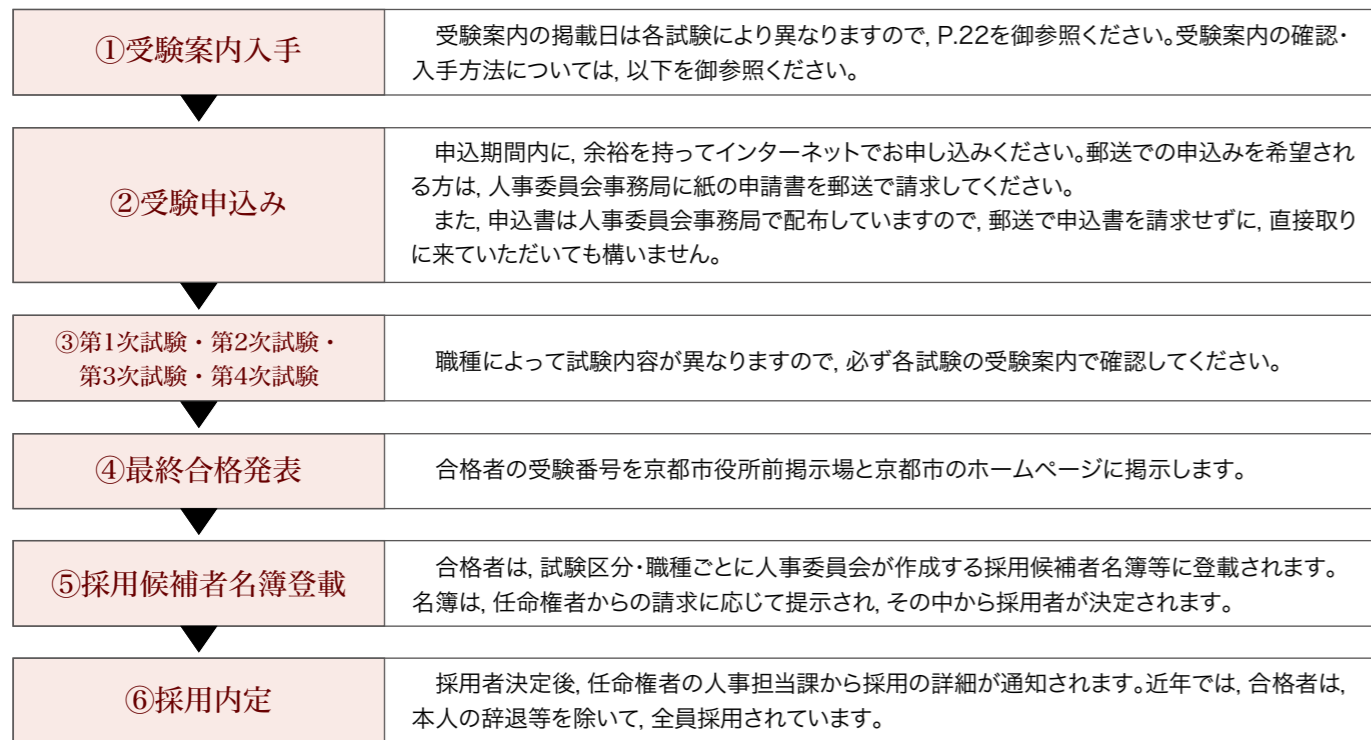 ①受験案内入手
受験案内の掲載日は各試験により異なりますので, P.22を御参照ください。受験案内の確認・
入手方法については, 以下を御参照ください。
②受験申込み
申込期間内に, 余裕を持ってインターネットでお申し込みください。郵送での申込みを希望され
る方は, 人事委員会事務局に紙の申請書を郵送で請求してください。
また, 申込書は人事委員会事務局で配布していますので, 郵送で申込書を請求せずに, 直接取り
に来ていただいても構いません。
③第1次試験・第2次試験・
第3次試験・第4次試験
職種によって試験内容が異なりますので, 必ず各試験の受験案内で確認してください。
④最終合格発表
合格者の受験番号を京都市役所前掲示場と京都市のホームページに掲示します。
⑤採用候補者名簿登載
合格者は, 試験区分・職種ごとに人事委員会が作成する採用候補者名簿等に登載されます。
名簿は, 任命権者からの請求に応じて提示され, その中から採用者が決定されます。
⑥採用内定
採用者決定後, 任命権者の人事担当課から採用の詳細が通知されます。近年では, 合格者は,
本人の辞退等を除いて, 全員採用されています。